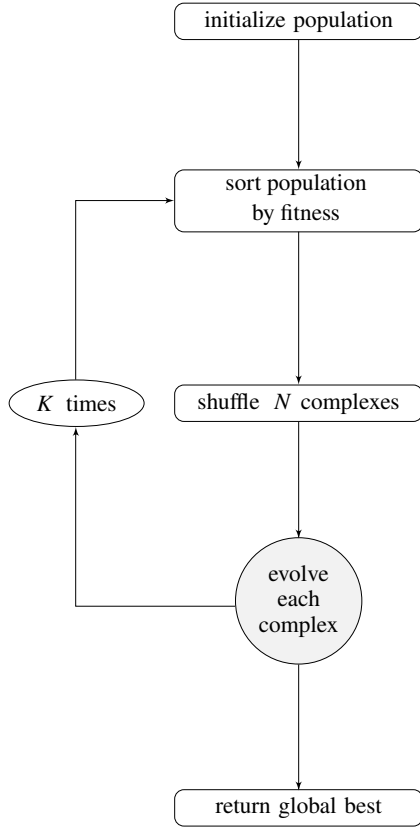 initialize population
sort population
by fitness
K times
shuffle N complexes
evolve
each
complex
return global best